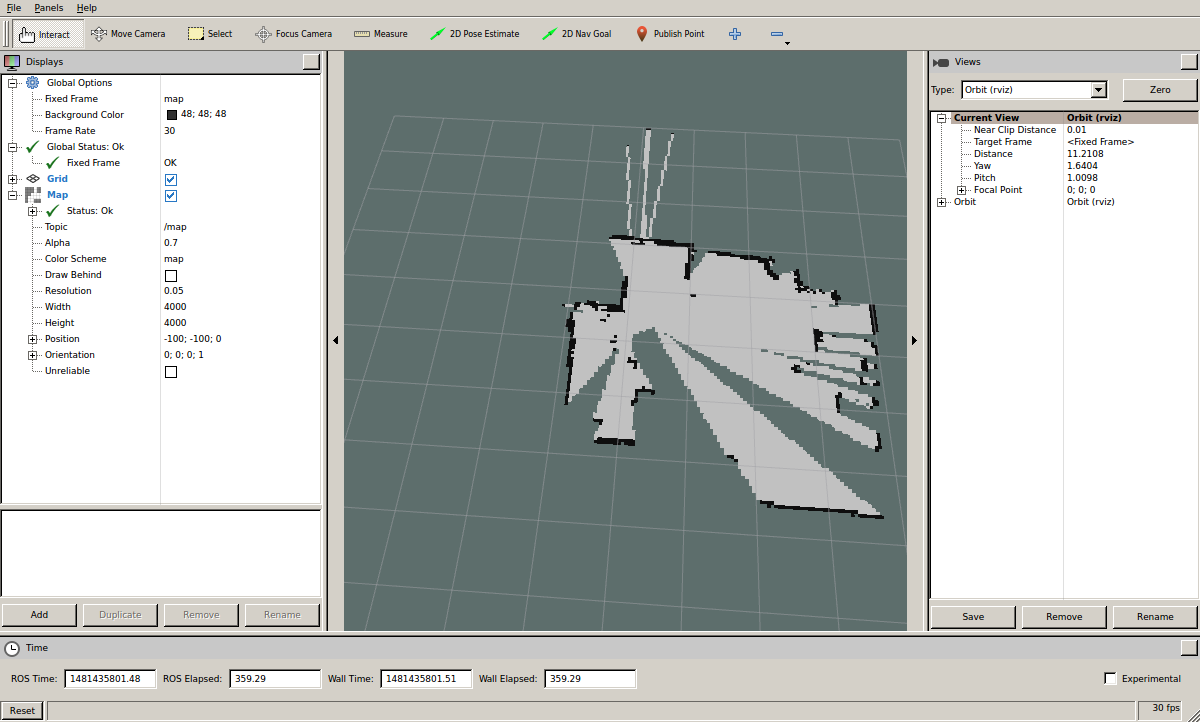 File Panels Help
Interact Move Camera Select Focus Camera Measure 2D Pose Estimate 2D Nav Goal Publish Point
Displays
Global Options
Fixed Frame map
Background Color 48; 48; 48
Frame Rate 30
Global Status: Ok
Fixed Frame OK
Grid
Map
Status: Ok
Topic /map
Alpha 0.7
Color Scheme map
Draw Behind
Resolution 0.05
Width 4000
Height 4000
Position -100; -100; 0
Orientation 0; 0; 0; 1
Unreliable
Add Duplicate Remove Rename
Views
Type: Orbit (rviz) Zero
Current View Orbit (rviz)
Near Clip Distance 0.01
Target Frame <Fixed Frame>
Distance 11.2108
Yaw 1.6404
Pitch 1.0098
Focal Point 0; 0; 0
Orbit Orbit (rviz)
Save Remove Rename
Time
ROS Time: 1481435801.48 ROS Elapsed: 359.29 Wall Time: 1481435801.51 Wall Elapsed: 359.29 Experimental
Reset 30 fps